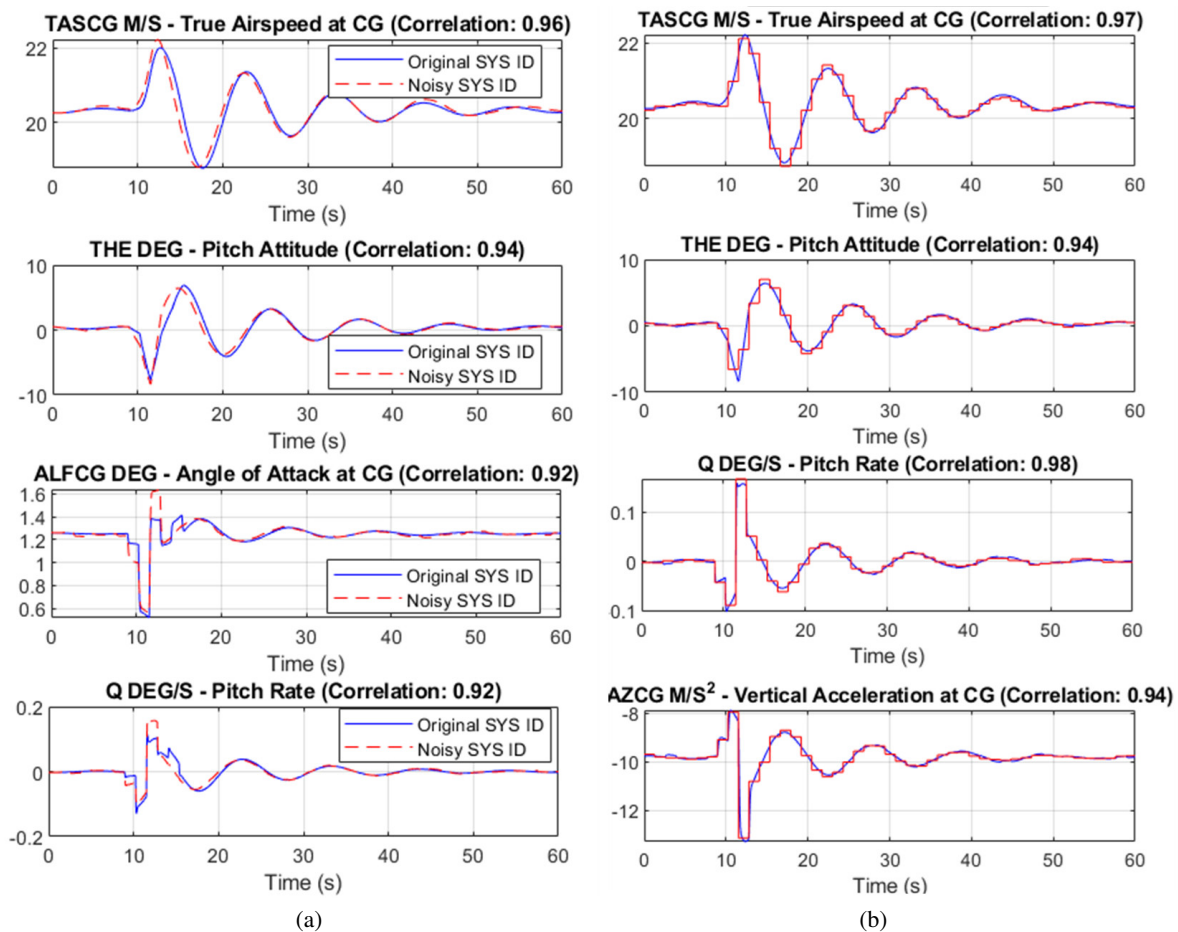 TASCG M/S - True Airspeed at CG (Correlation: 0.96)
22
20
Original SYS ID
Noisy SYS ID
0 10 20 30 40 50 60
Time (s)
THE DEG - Pitch Attitude (Correlation: 0.94)
10
0
-10
Original SYS ID
Noisy SYS ID
0 10 20 30 40 50 60
Time (s)
ALFCG DEG - Angle of Attack at CG (Correlation: 0.92)
1.6
1.4
1.2
1
0.8
0.6
Original SYS ID
Noisy SYS ID
0 10 20 30 40 50 60
Time (s)
Q DEG/S - Pitch Rate (Correlation: 0.92)
0.2
0
-0.2
Original SYS ID
Noisy SYS ID
0 10 20 30 40 50 60
Time (s)
(a)
TASCG M/S - True Airspeed at CG (Correlation: 0.97)
22
20
0 10 20 30 40 50 60
Time (s)
THE DEG - Pitch Attitude (Correlation: 0.94)
10
0
-10
0 10 20 30 40 50 60
Time (s)
Q DEG/S - Pitch Rate (Correlation: 0.98)
0.1
0
0.1
0 10 20 30 40 50 60
Time (s)
AZCG M/S² - Vertical Acceleration at CG (Correlation: 0.94)
-8
-10
-12
0 10 20 30 40 50 60
Time (s)
(b)